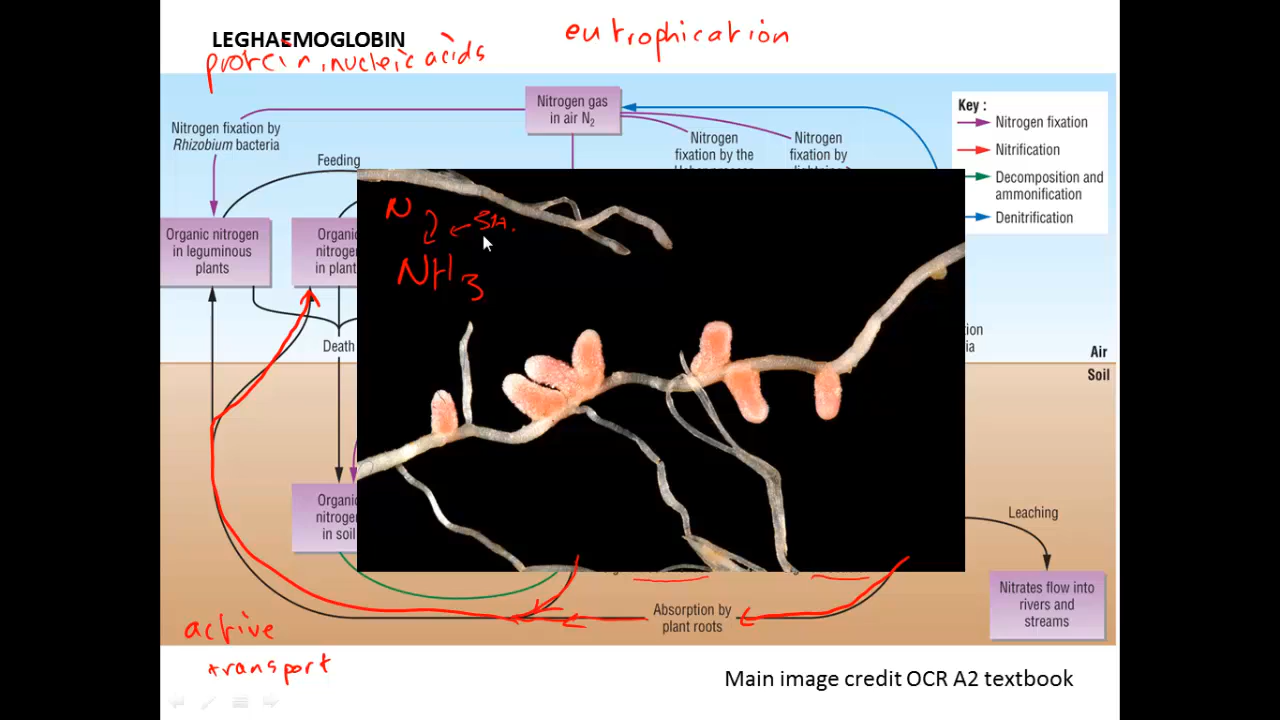 LEGHAEMOGLOBIN
eutrophication
protein, nucleic acids
Nitrogen gas
in air N2
Key :
Nitrogen fixation
Nitrification
Decomposition and
ammonification
Denitrification
Nitrogen fixation by
Rhizobium bacteria
Feeding
Nitrogen
fixation by the
Nitrogen
fixation by
Organic nitrogen
in leguminous
plants
Organic
nitrogen
in plant
N2
NH3
Death
Air
Soil
Organic
nitrogen
in soil
Leaching
Nitrates flow into
rivers and
streams
Absorption by
plant roots
active
transport
Main image credit OCR A2 textbook